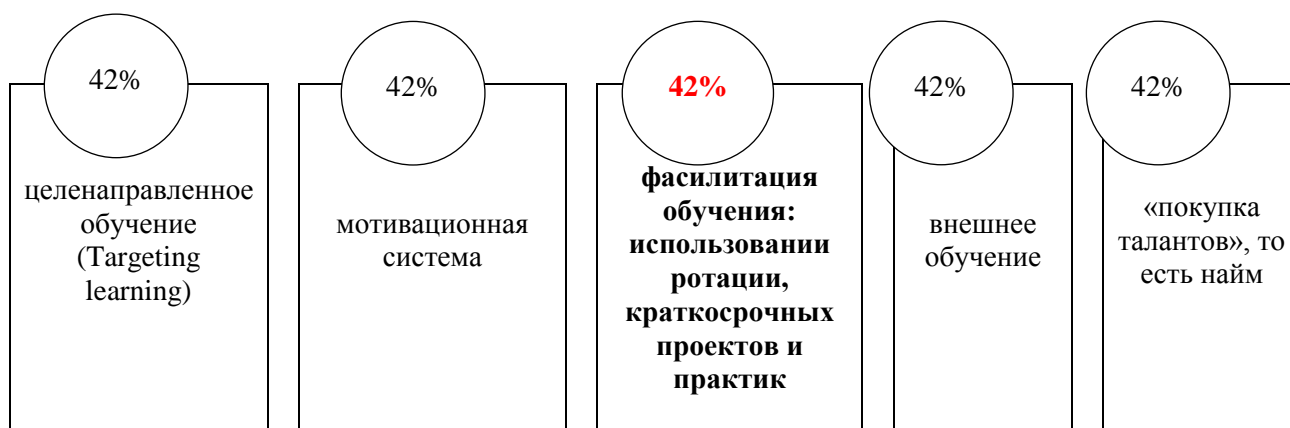 42%
целенаправленное
обучение
(Targeting
learning)
42%
мотивационная
система
42%
фасилитация
обучения:
использовании
ротации,
краткосрочных
проектов и
практик
42%
внешнее
обучение
42%
«покупка
талантов», то
есть найм